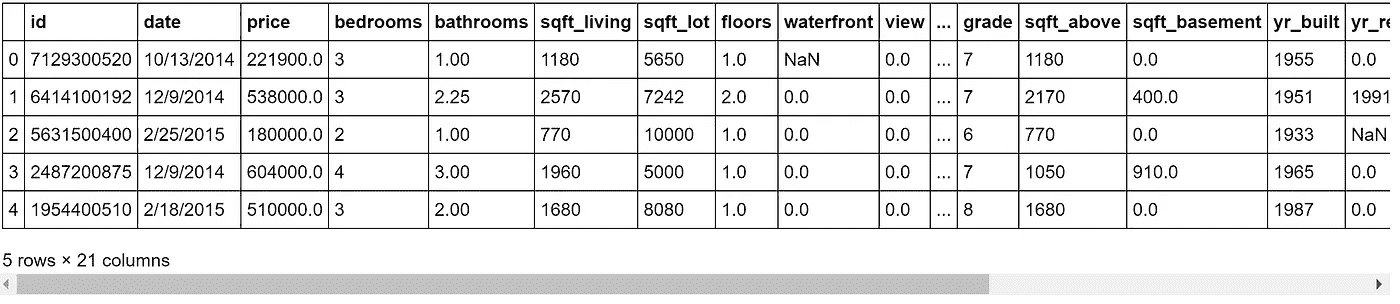 id date price bedrooms bathrooms sqft_living sqft_lot floors waterfront view ... grade sqft_above sqft_basement yr_built yr_re
0 7129300520 10/13/2014 221900.0 3 1.00 1180 5650 1.0 NaN 0.0 ... 7 1180 0.0 1955 0.0
1 6414100192 12/9/2014 538000.0 3 2.25 2570 7242 2.0 0.0 0.0 ... 7 2170 400.0 1951 1991
2 5631500400 2/25/2015 180000.0 2 1.00 770 10000 1.0 0.0 0.0 ... 6 770 0.0 1933 NaN
3 2487200875 12/9/2014 604000.0 4 3.00 1960 5000 1.0 0.0 0.0 ... 7 1050 910.0 1965 0.0
4 1954400510 2/18/2015 510000.0 3 2.00 1680 8080 1.0 0.0 0.0 ... 8 1680 0.0 1987 0.0
5 rows × 21 columns